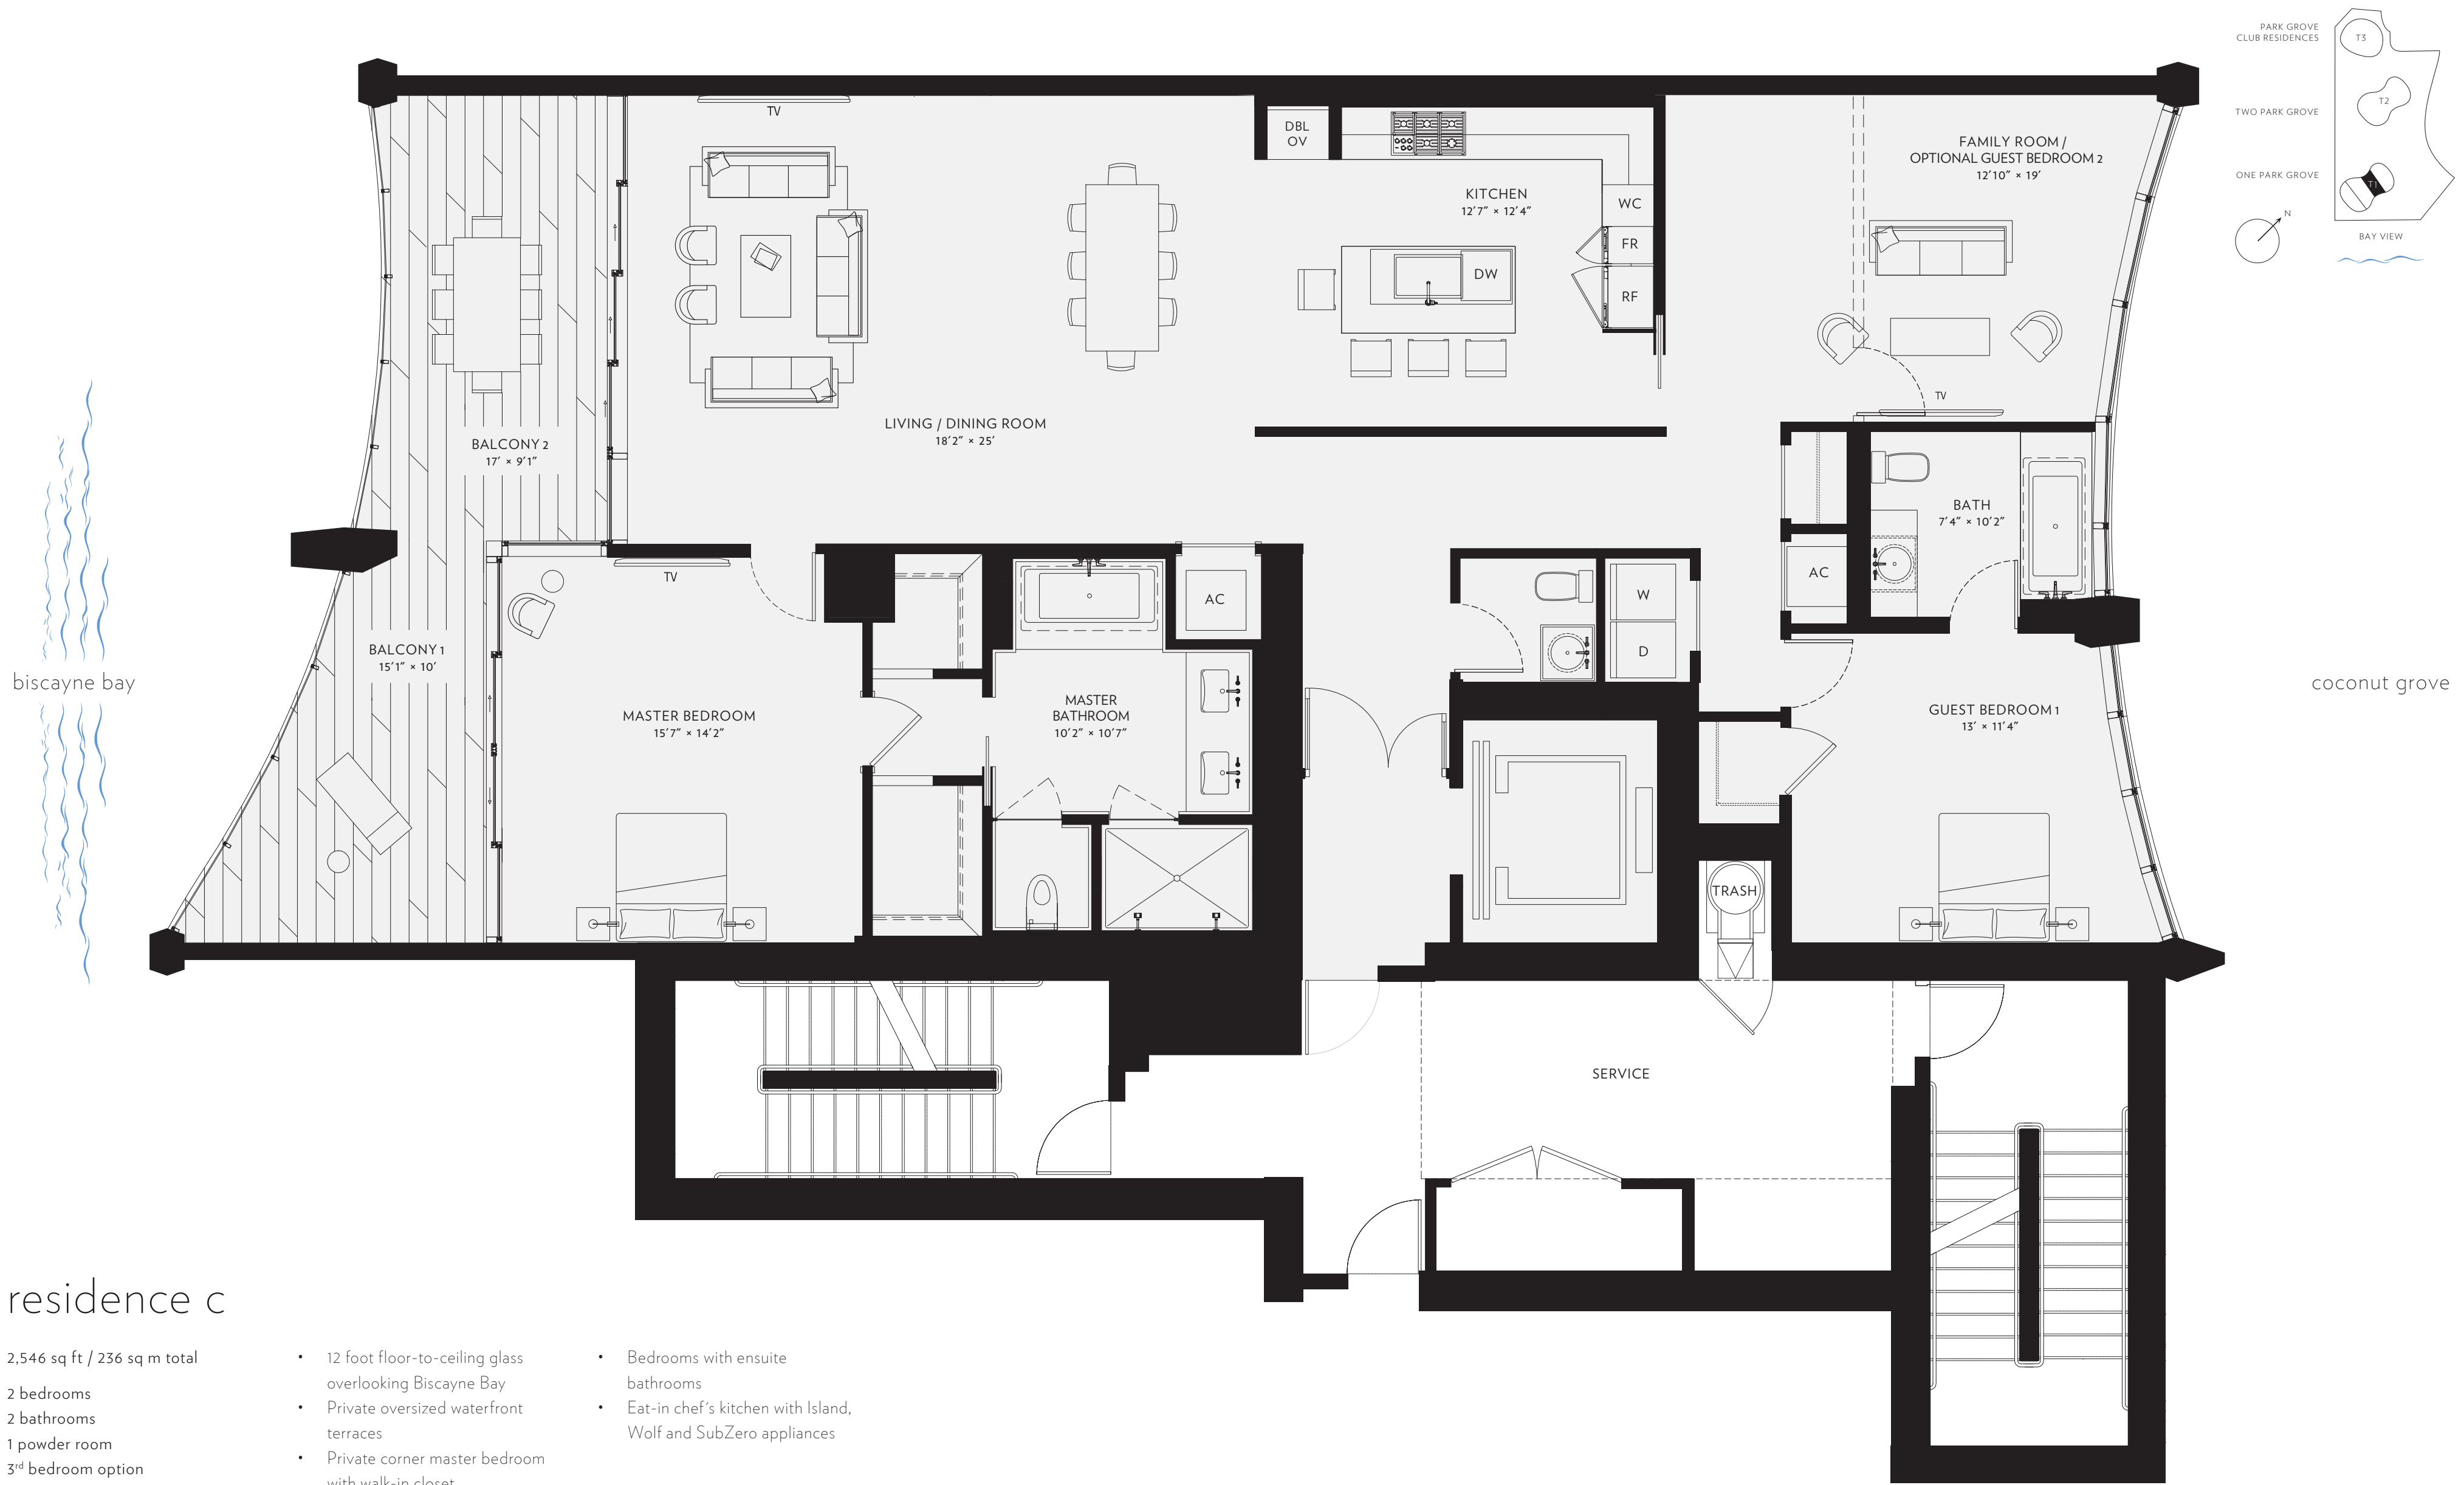 PARK GROVE
CLUB RESIDENCES
T3
T2
TWO PARK GROVE
ONE PARK GROVE
T1
N
BAY VIEW
TV
DBL
OV
KITCHEN
12'7" × 12'4"
WC
FR
RF
DW
FAMILY ROOM /
OPTIONAL GUEST BEDROOM 2
12'10" × 19'
TV
LIVING / DINING ROOM
18'2" × 25'
BALCONY 2
17' × 9'1"
BATH
7'4" × 10'2"
TV
AC
W
D
AC
BALCONY 1
15'1" × 10'
biscayne bay
coconut grove
MASTER BEDROOM
15'7" × 14'2"
MASTER
BATHROOM
10'2" × 10'7"
GUEST BEDROOM 1
13' × 11'4"
TRASH
SERVICE
residence c
2,546 sq ft / 236 sq m total
2 bedrooms
2 bathrooms
1 powder room
3rd bedroom option
• 12 foot floor-to-ceiling glass
overlooking Biscayne Bay
• Private oversized waterfront
terraces
• Private corner master bedroom
with walk-in closet
• Bedrooms with ensuite
bathrooms
• Eat-in chef's kitchen with Island,
Wolf and SubZero appliances